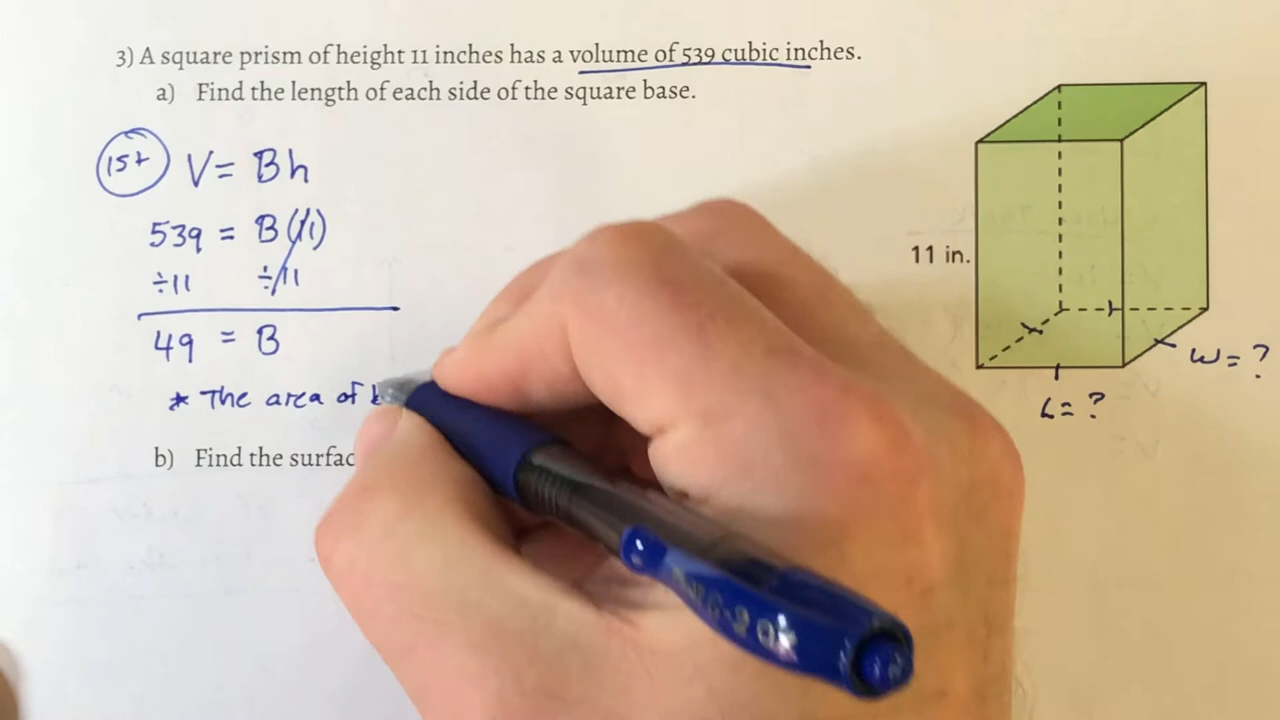 3) A square prism of height 11 inches has a volume of 539 cubic inches.
a) Find the length of each side of the square base.
1st V = Bh
539 = B(11)
÷11 ÷11
49 = B
* The area of
b) Find the
11 in.
w = ?
L = ?